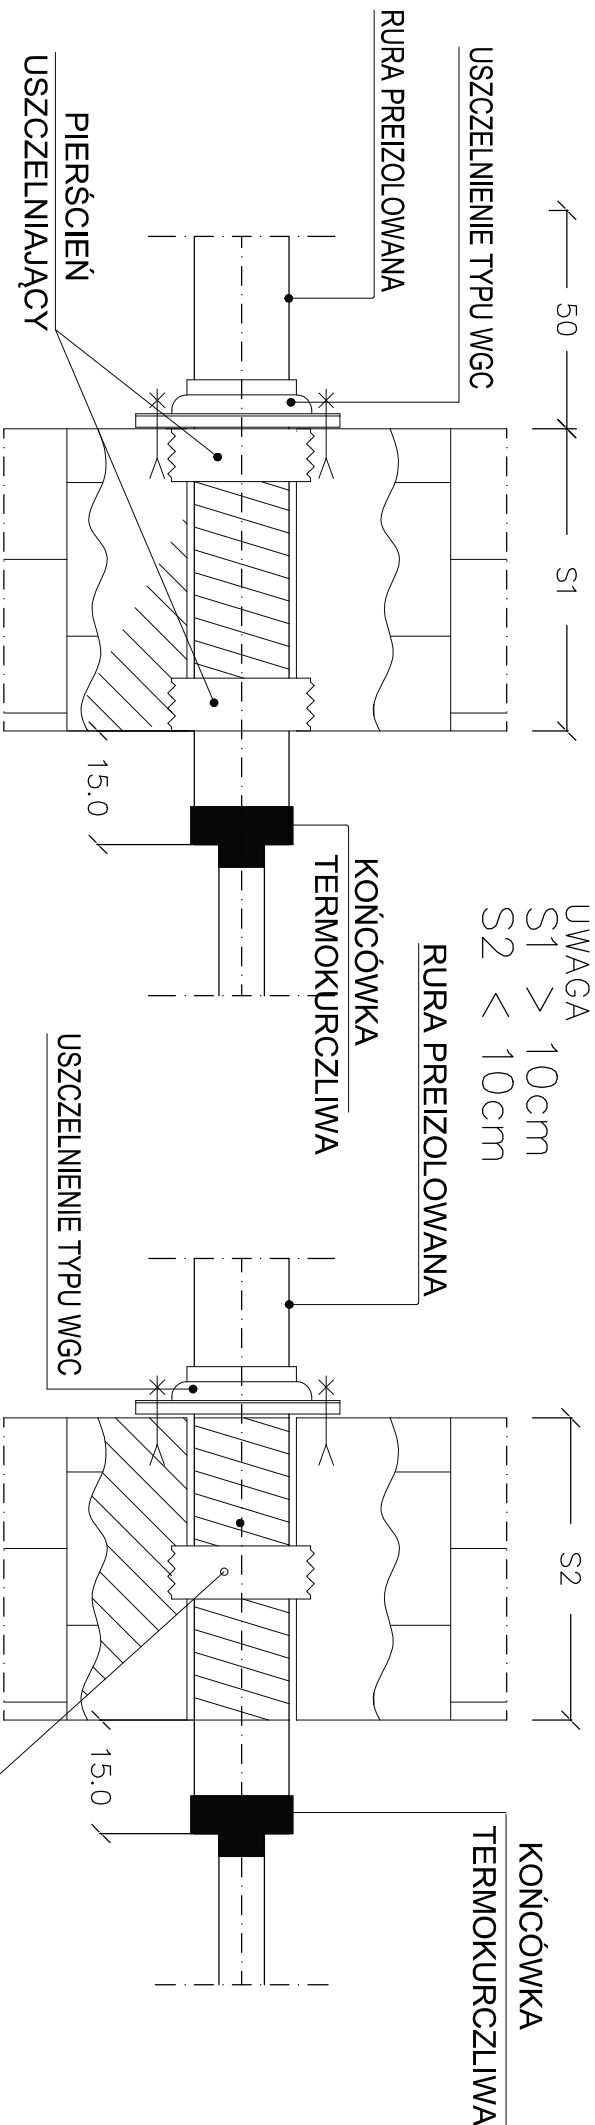 USZCZELNIENIE TYPU WGC
RURA PREIZOLOWANA
PIERŚCIEŃ
USZCZELNIAJĄCY
50
S1
15.0
KOŃCÓWKA
TERMOKURCZLIWA
UWAGA
S1 > 10cm
S2 < 10cm
RURA PREIZOLOWANA
USZCZELNIENIE TYPU WGC
S2
15.0
KOŃCÓWKA
TERMOKURCZLIWA